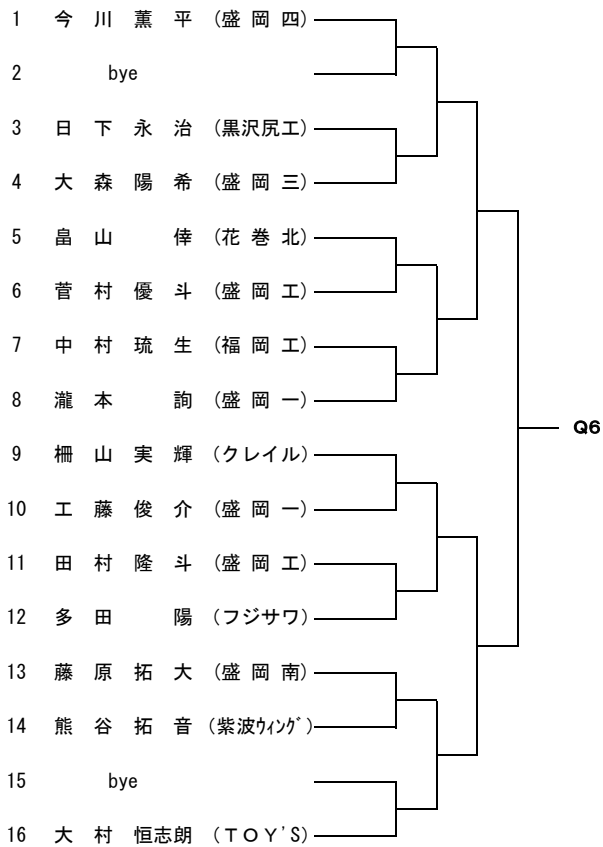 1 今川薫平 (盛岡四)
2 bye
3 日下永治 (黒沢尻工)
4 大森陽希 (盛岡三)
5 畠山倖 (花巻北)
6 菅村優斗 (盛岡工)
7 中村琉生 (福岡工)
8 瀧本詢 (盛岡一)
Q6
9 柵山実輝 (クレイル)
10 工藤俊介 (盛岡一)
11 田村隆斗 (盛岡工)
12 多田陽 (フジサワ)
13 藤原拓大 (盛岡南)
14 熊谷拓音 (紫波ｳｨﾝｸﾞ)
15 bye
16 大村恒志朗 (ＴＯＹ'S)